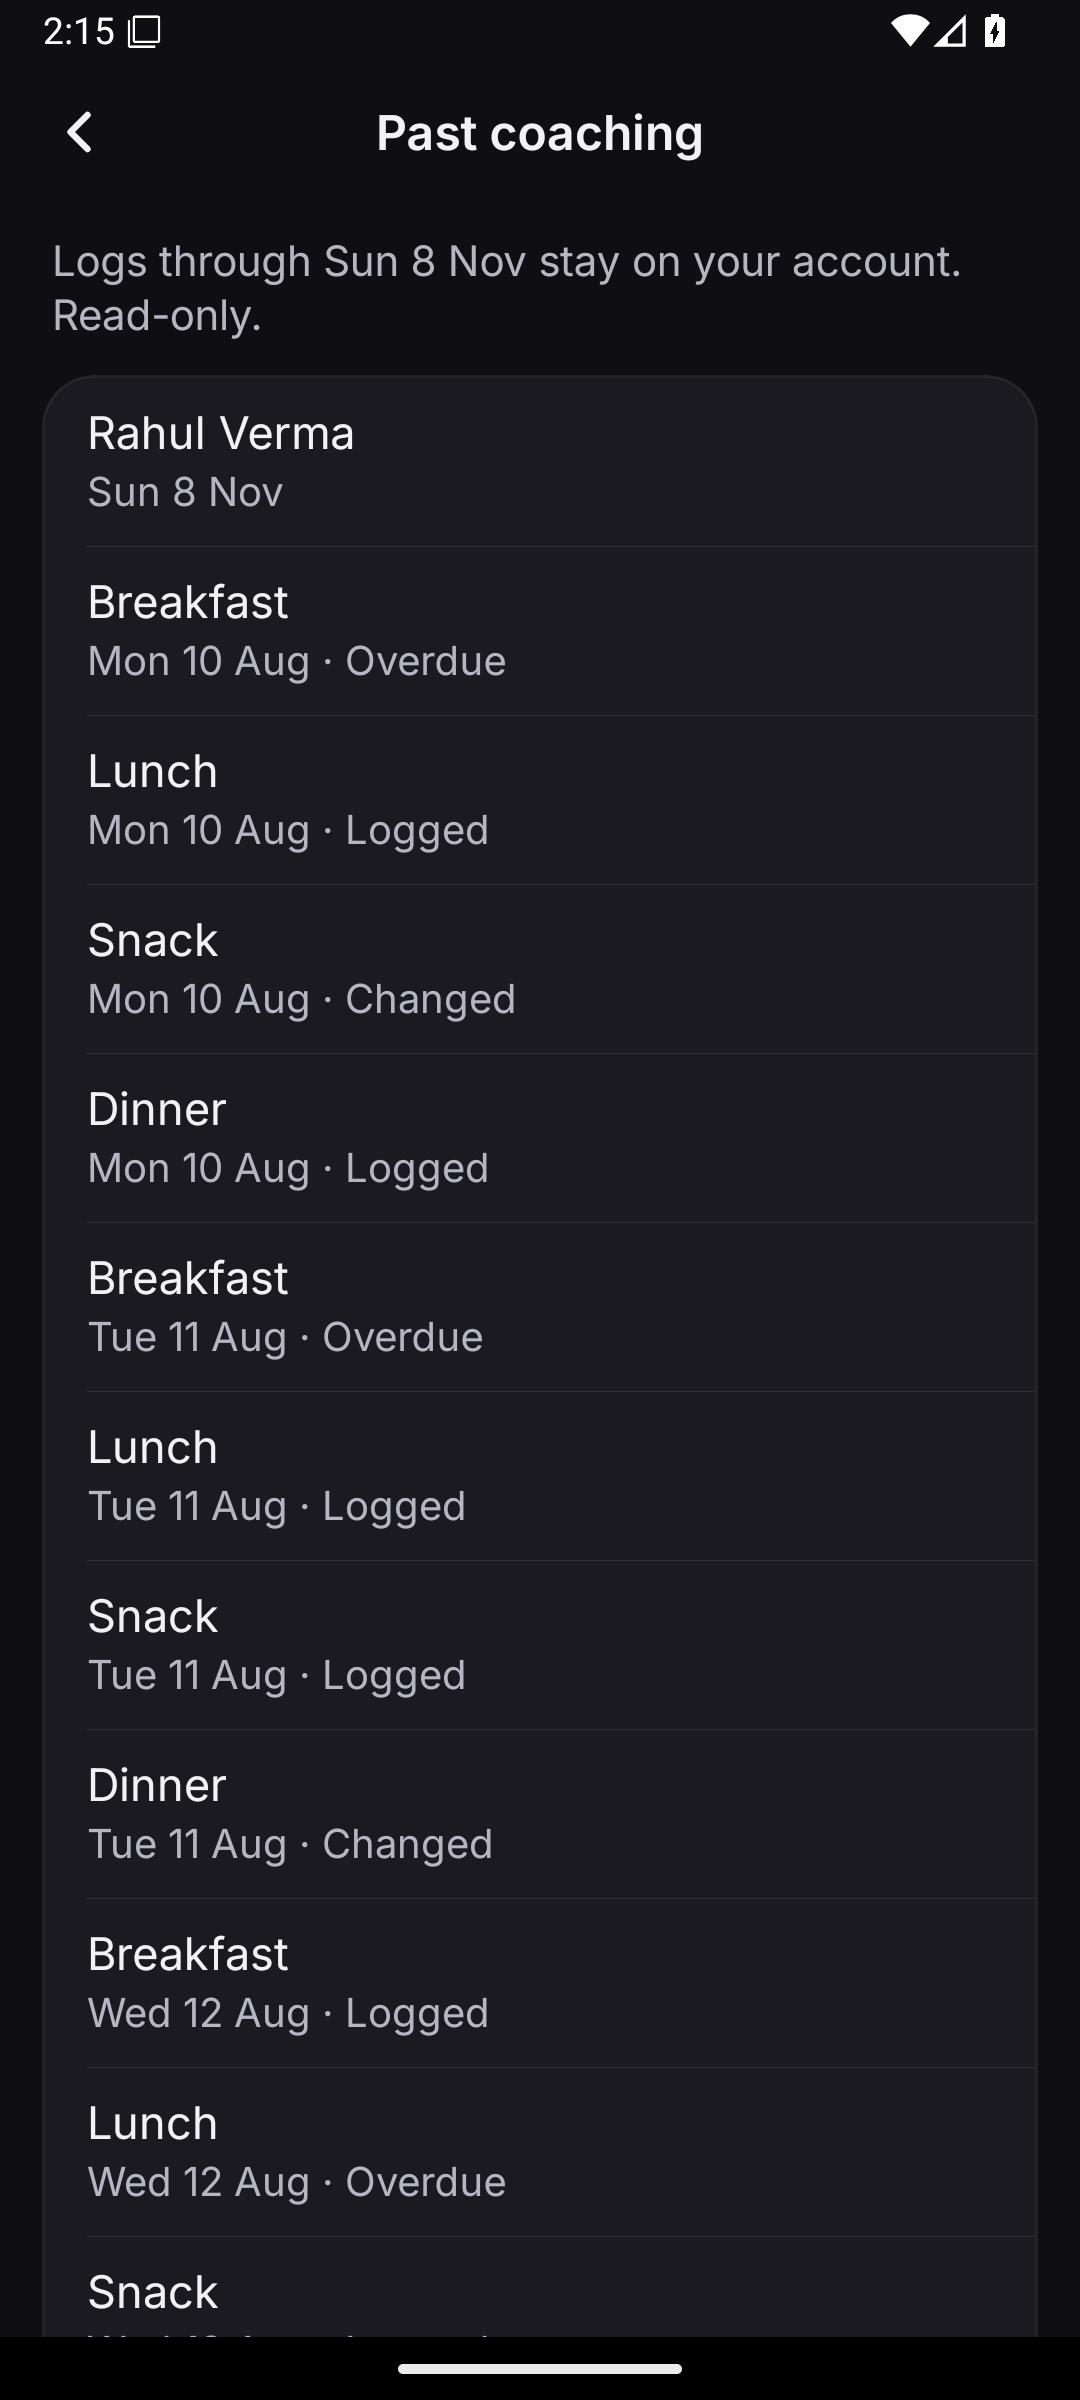 2:15
Past coaching
Logs through Sun 8 Nov stay on your account.
Read-only.
Rahul Verma
Sun 8 Nov
Breakfast
Mon 10 Aug · Overdue
Lunch
Mon 10 Aug · Logged
Snack
Mon 10 Aug · Changed
Dinner
Mon 10 Aug · Logged
Breakfast
Tue 11 Aug · Overdue
Lunch
Tue 11 Aug · Logged
Snack
Tue 11 Aug · Logged
Dinner
Tue 11 Aug · Changed
Breakfast
Wed 12 Aug · Logged
Lunch
Wed 12 Aug · Overdue
Snack